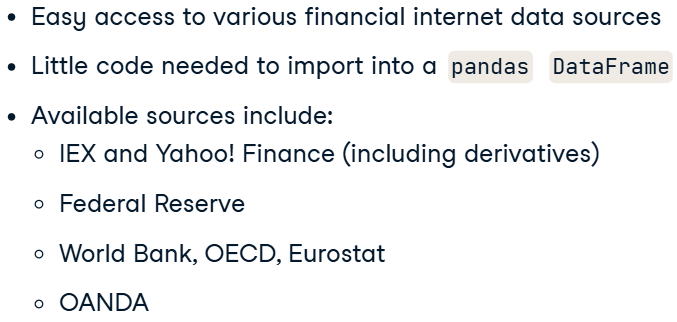 • Easy access to various financial internet data sources
• Little code needed to import into a pandas DataFrame
• Available sources include:
◦ IEX and Yahoo! Finance (including derivatives)
◦ Federal Reserve
◦ World Bank, OECD, Eurostat
◦ OANDA